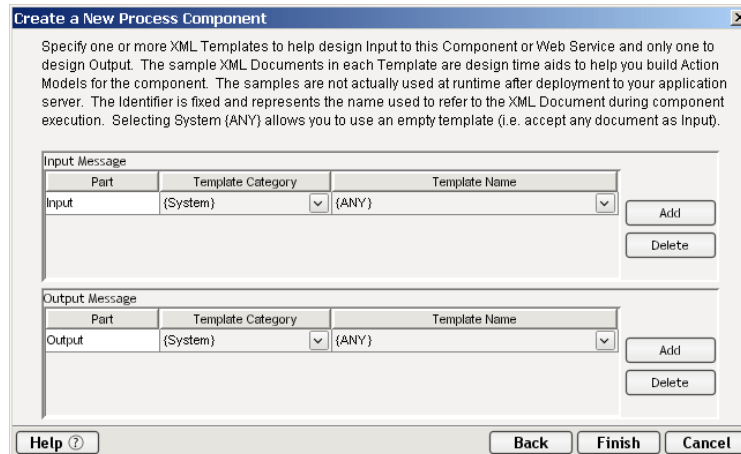 Create a New Process Component
Specify one or more XML Templates to help design Input to this Component or Web Service and only one to
design Output. The sample XML Documents in each Template are design time aids to help you build Action
Models for the component. The samples are not actually used at runtime after deployment to your application
server. The Identifier is fixed and represents the name used to refer to the XML Document during component
execution. Selecting System {ANY} allows you to use an empty template (i.e. accept any document as Input).
Input Message
Part Template Category Template Name
Input {System} {ANY}
Add
Delete
Output Message
Part Template Category Template Name
Output {System} {ANY}
Add
Delete
Help ? Back Finish Cancel